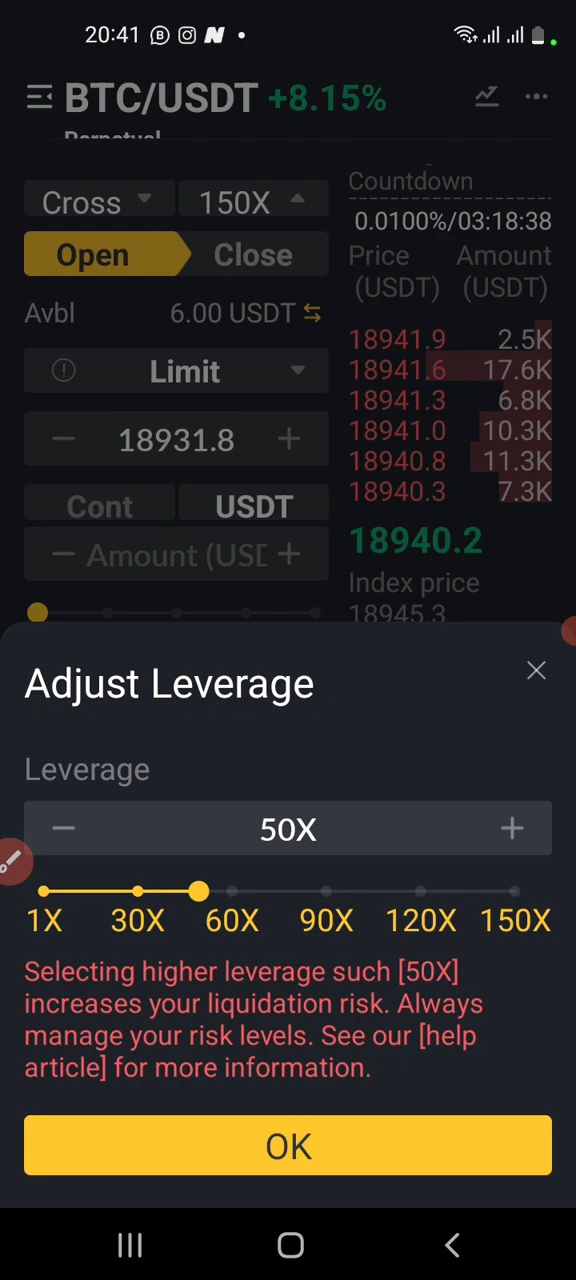 20:41
BTC/USDT +8.15%
Perpetual
Cross 150X
Countdown
0.0100%/03:18:38
Open Close
Price Amount
(USDT) (USDT)
Avbl 6.00 USDT
18941.9 2.5K
18941.6 17.6K
Limit
18941.3 6.8K
18941.0 10.3K
18931.8
18940.8 11.3K
18940.3 7.3K
Cont USDT
18940.2
Amount (USD
Index price
18945.3
Adjust Leverage
Leverage
50X
1X 30X 60X 90X 120X 150X
Selecting higher leverage such [50X]
increases your liquidation risk. Always
manage your risk levels. See our [help
article] for more information.
OK